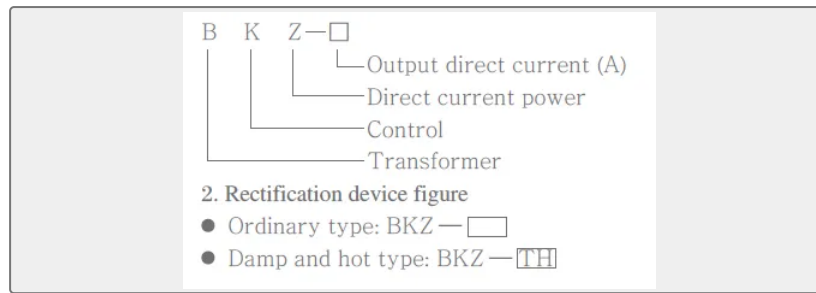 B K Z—□
Output direct current (A)
Direct current power
Control
Transformer
2. Rectification device figure
● Ordinary type: BKZ—
● Damp and hot type: BKZ—TH